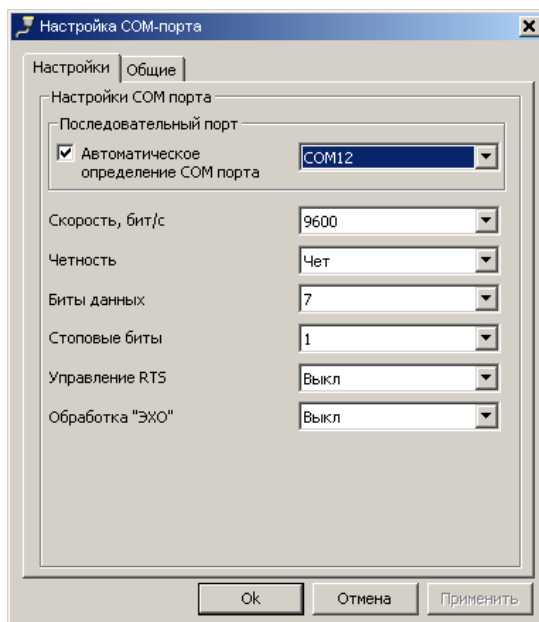 Настройка COM-порта
Настройки
Общие
Настройки COM порта
Последовательный порт
Автоматическое
определение COM порта
COM12
Скорость, бит/с
9600
Четность
Чет
Биты данных
7
Стоповые биты
1
Управление RTS
Выкл
Обработка "ЭХО"
Выкл
Ok
Отмена
Применить